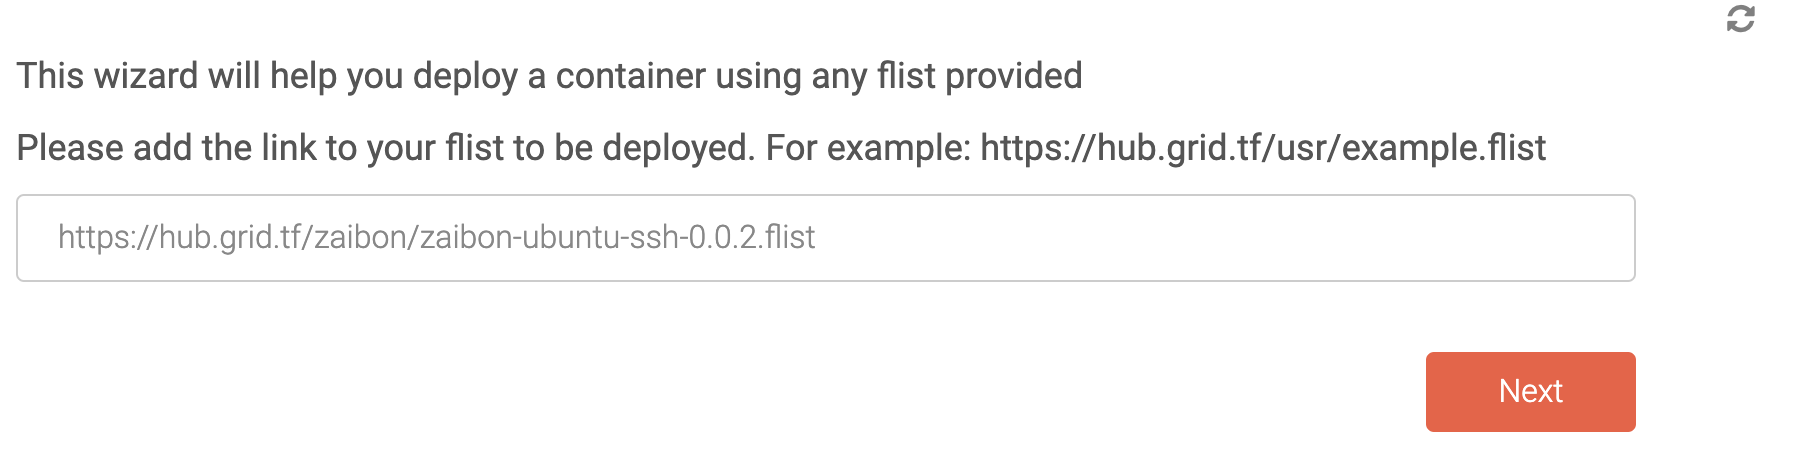 This wizard will help you deploy a container using any flist provided
Please add the link to your flist to be deployed. For example: https://hub.grid.tf/usr/example.flist
https://hub.grid.tf/zaibon/zaibon-ubuntu-ssh-0.0.2.flist
Next